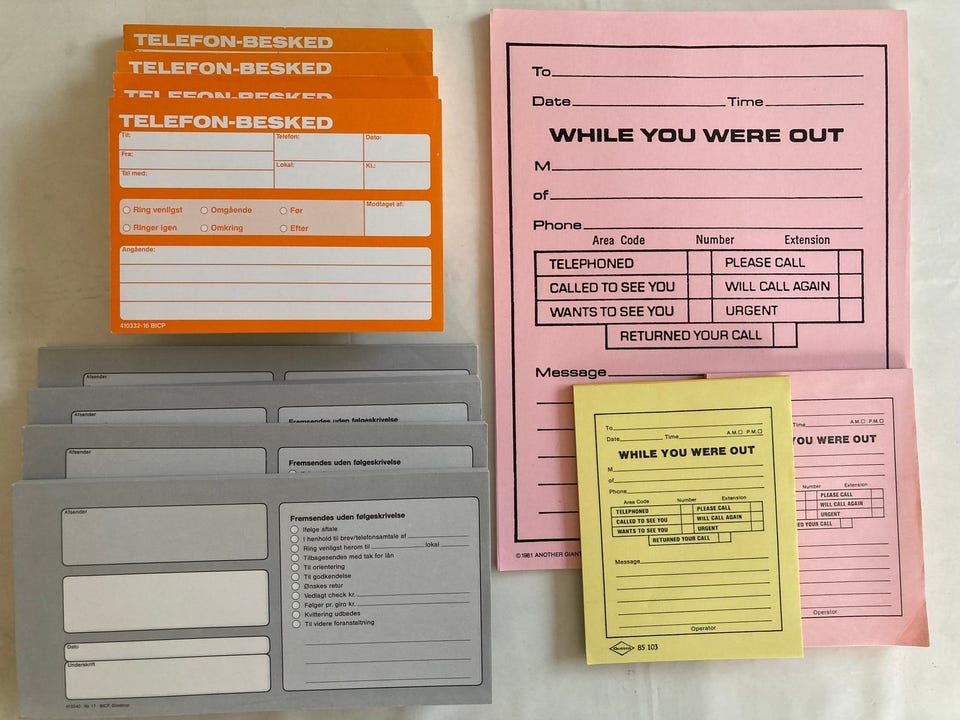 TELEFON-BESKED
TELEFON-BESKED
TELEFON-BESKED
TELEFON-BESKED
Til:
Telefon:
Dato:
Fra:
Lokal:
Kl.:
Tal med:
Ring venligst
Omgående
Før
Modtaget af:
Ringer igen
Omkring
Efter
Angående:
410332-16 BICP
Afsender
Afsender
Fremsendes uden følgeskrivelse
Afsender
Fremsendes uden følgeskrivelse
Afsender
Fremsendes uden følgeskrivelse
Ifølge aftale
I henhold til brev/telefonsamtale af
Ring venligst herom til lokal
Tilbagesendes med tak for lån
Til orientering
Til godkendelse
Ønskes retur
Vedlagt check kr.
Følger pr. giro kr.
Kvittering udbedes
Til videre foranstaltning
Dato
Underskrift
To
Date Time
WHILE YOU WERE OUT
M
of
Phone
Area Code Number Extension
TELEPHONED PLEASE CALL
CALLED TO SEE YOU WILL CALL AGAIN
WANTS TO SEE YOU URGENT
RETURNED YOUR CALL
Message
©1981 ANOTHER GIANT
To
Date Time A.M. P.M.
WHILE YOU WERE OUT
M
of
Phone
Area Code Number Extension
TELEPHONED PLEASE CALL
CALLED TO SEE YOU WILL CALL AGAIN
WANTS TO SEE YOU URGENT
RETURNED YOUR CALL
Message
Operator
85 103
Time A.M. P.M.
YOU WERE OUT
Number Extension
PLEASE CALL
WILL CALL AGAIN
URGENT
ED YOUR CALL
Operator